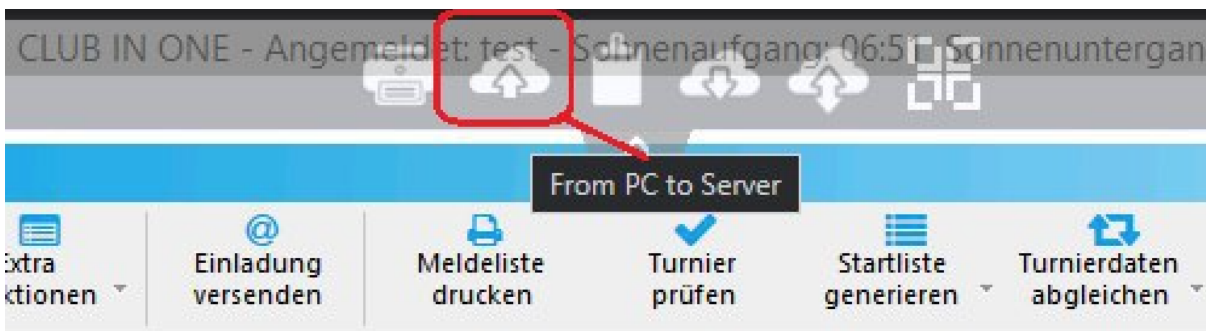 CLUB IN ONE - Angemeldet: test - Sonnenaufgang: 06:51 Sonnenuntergan
From PC to Server
Extra
ktionen
Einladung
versenden
Meldeliste
drucken
Turnier
prüfen
Startliste
generieren
Turnierdaten
abgleichen